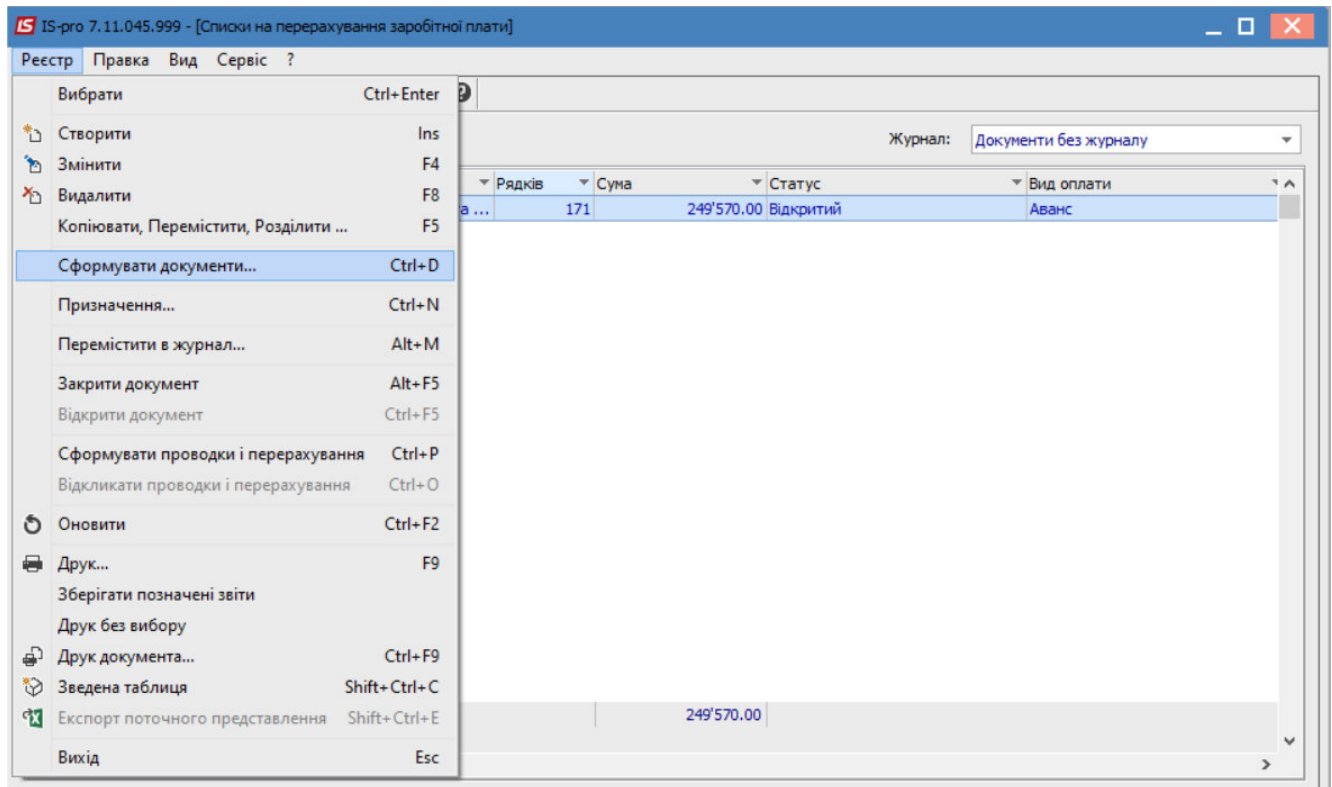 IS-pro 7.11.045.999 - [Списки на перерахування заробітної плати]
Реєстр Правка Вид Сервіс ?
Вибрати Ctrl+Enter
Створити Ins
Журнал: Документи без журналу
Змінити F4
Видалити F8
Рядків Сума Статус Вид оплати
а ... 171 249'570.00 Відкритий Аванс
Копіювати, Перемістити, Розділити ... F5
Сформувати документи... Ctrl+D
Призначення... Ctrl+N
Перемістити в журнал... Alt+M
Закрити документ Alt+F5
Відкрити документ Ctrl+F5
Сформувати проводки і перерахування Ctrl+P
Відкликати проводки і перерахування Ctrl+O
Оновити Ctrl+F2
Друк... F9
Зберігати позначені звіти
Друк без вибору
Друк документа... Ctrl+F9
Зведена таблиця Shift+Ctrl+C
Експорт поточного представлення Shift+Ctrl+E
249'570.00
Вихід Esc